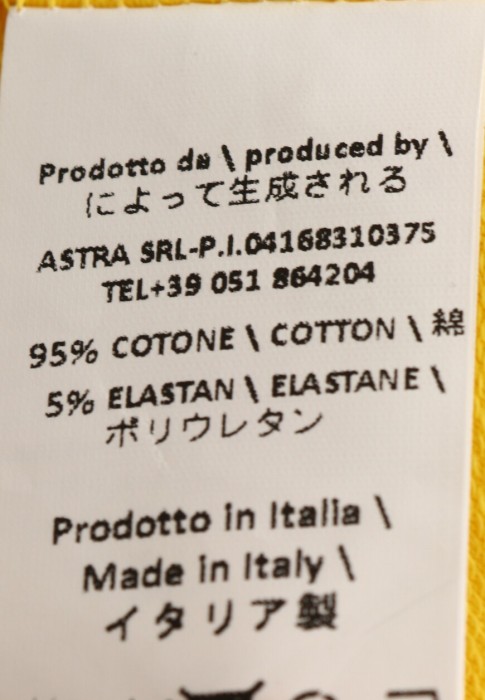 Prodotto da \ produced by \
によって生成される
ASTRA SRL-P.I.04168310375
TEL+39 051 864204
95% COTONE \ COTTON \ 綿
5% ELASTAN \ ELASTANE \
ポリウレタン
Prodotto in Italia \
Made in Italy \
イタリア製